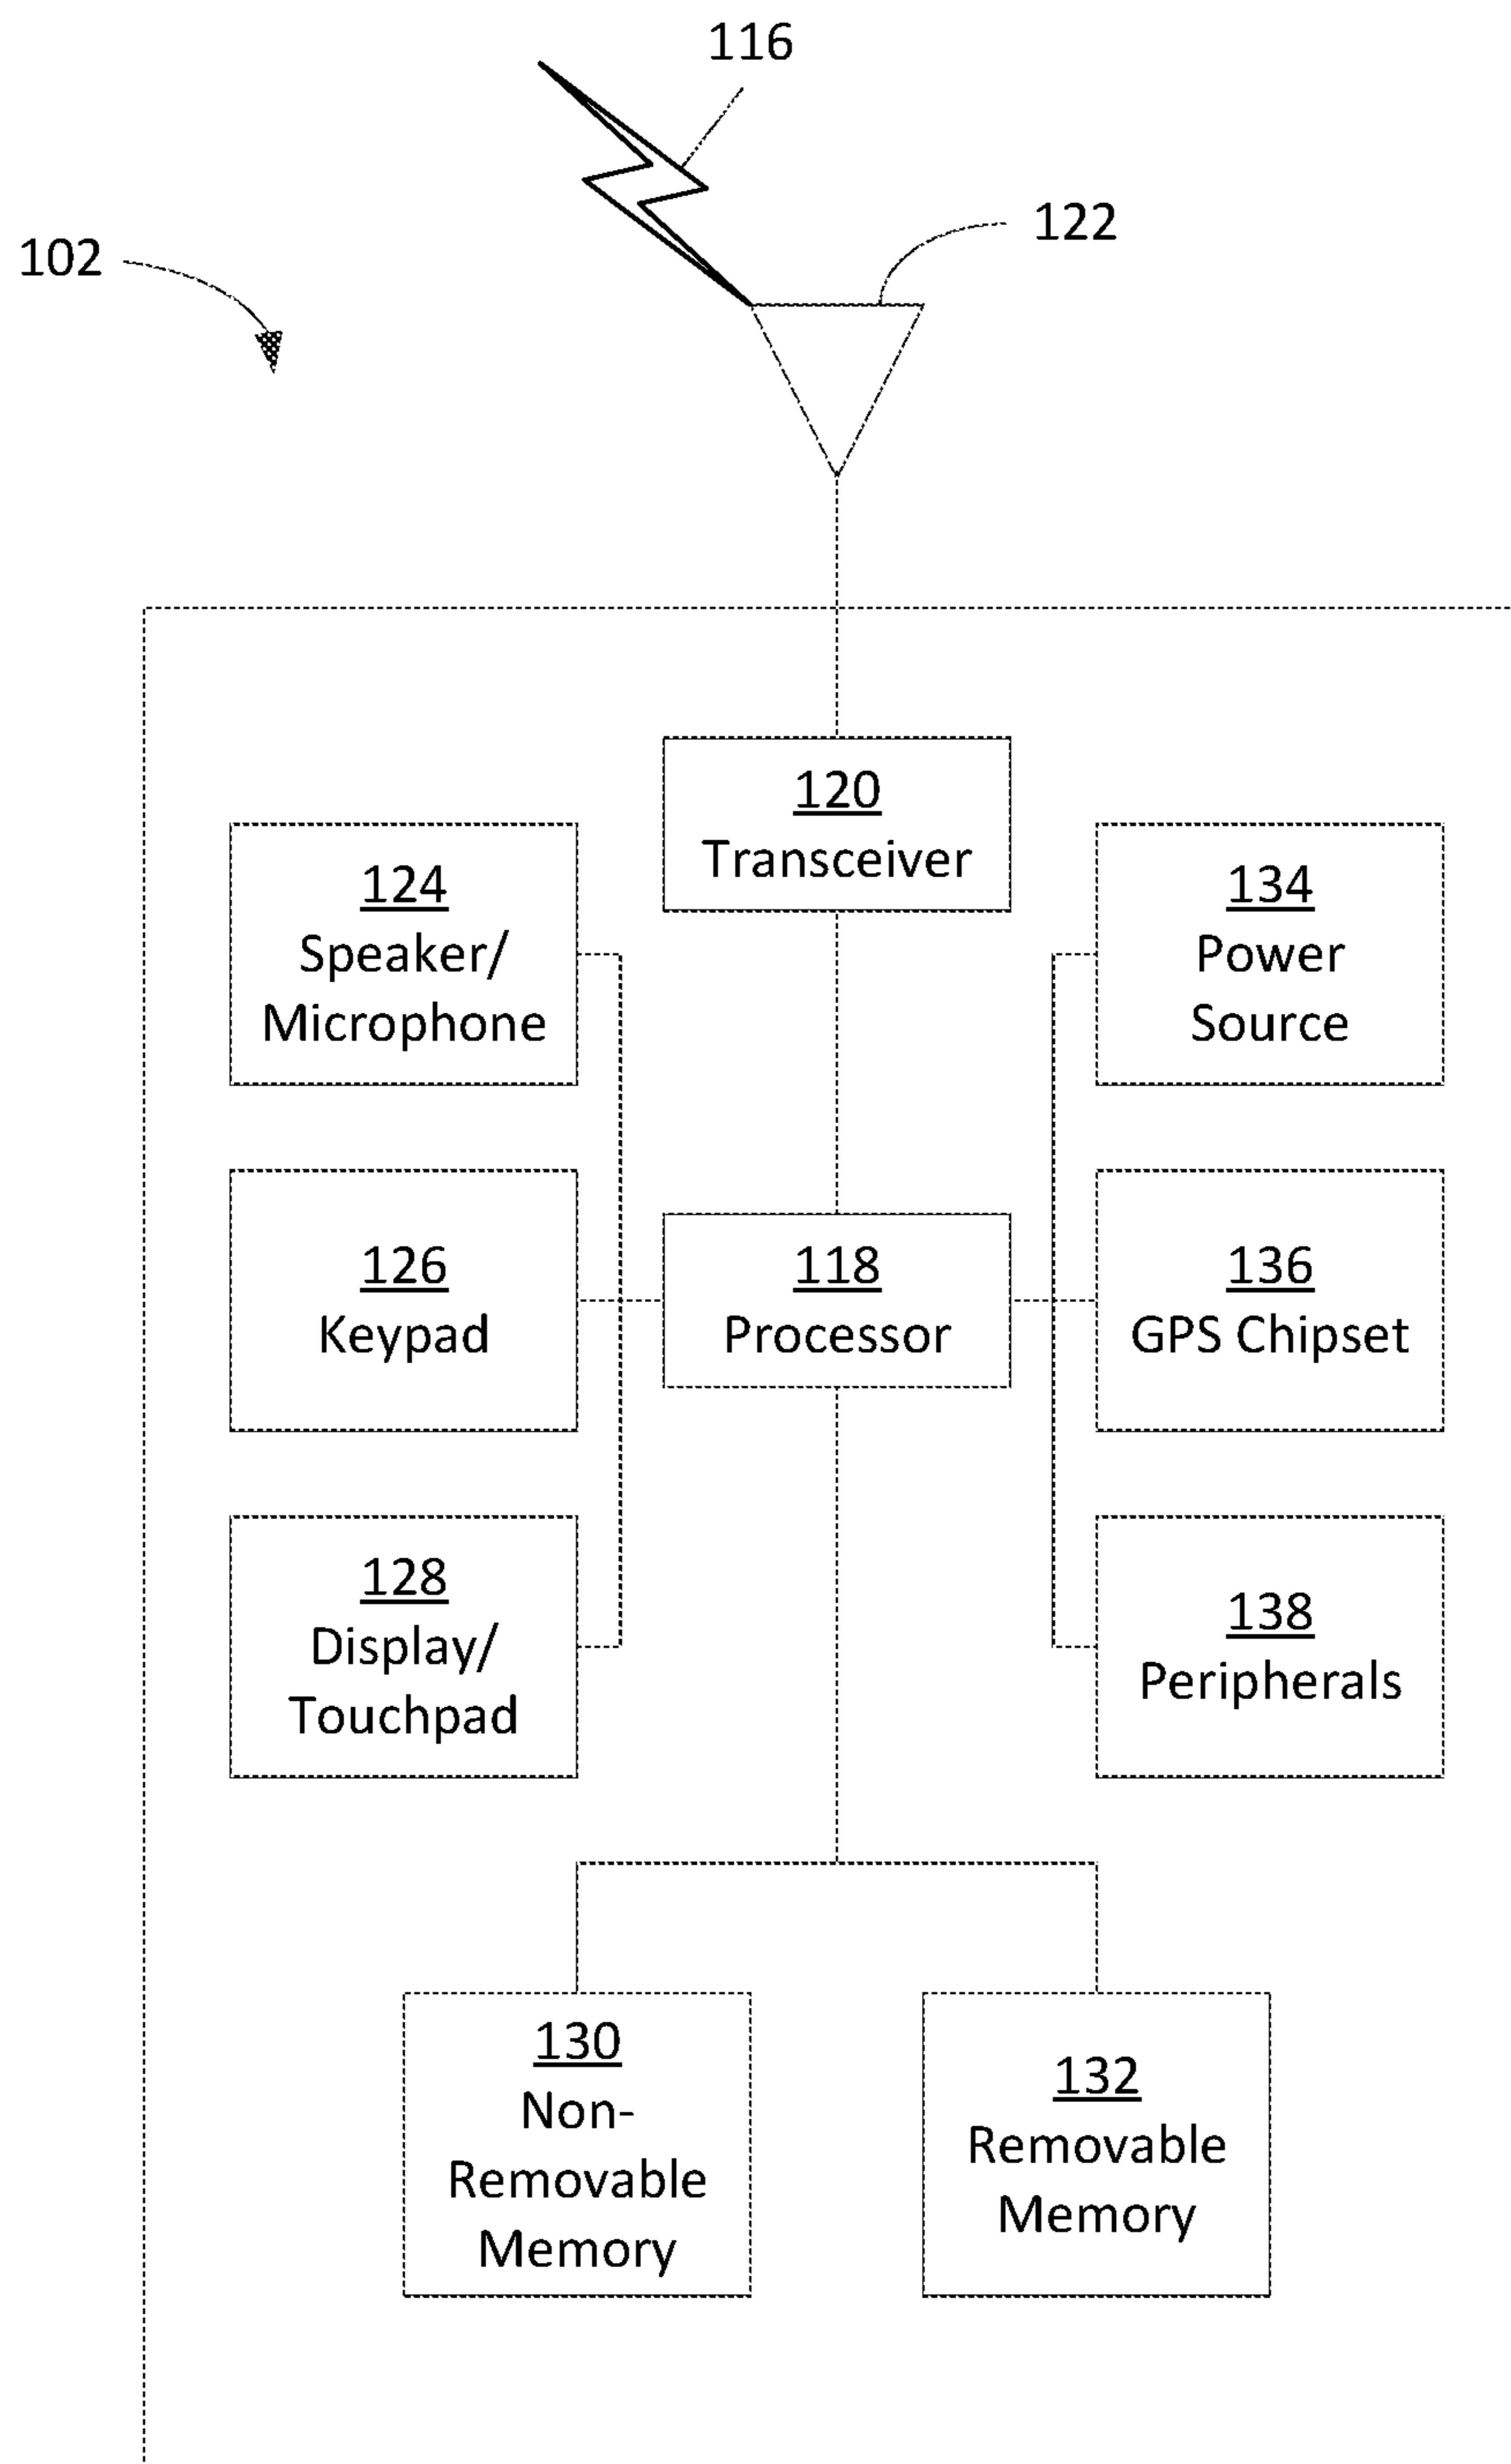 116
122
102
120
Transceiver
124
Speaker/
Microphone
134
Power
Source
126
Keypad
118
Processor
136
GPS Chipset
128
Display/
Touchpad
138
Peripherals
130
Non-
Removable
Memory
132
Removable
Memory